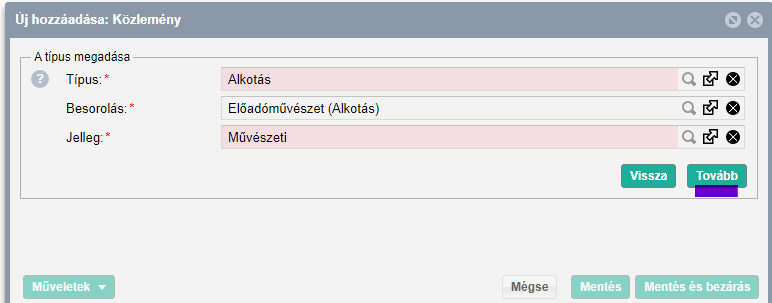 Új hozzáadása: Közlemény
A típus megadása
? Típus:* Alkotás
Besorolás:* Előadóművészet (Alkotás)
Jelleg:* Művészeti
Vissza Tovább
Műveletek Mégse Mentés Mentés és bezárás